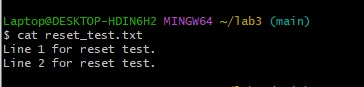 Laptop@DESKTOP-HDIN6H2 MINGW64 ~/lab3 (main)
$ cat reset_test.txt
Line 1 for reset test.
Line 2 for reset test.